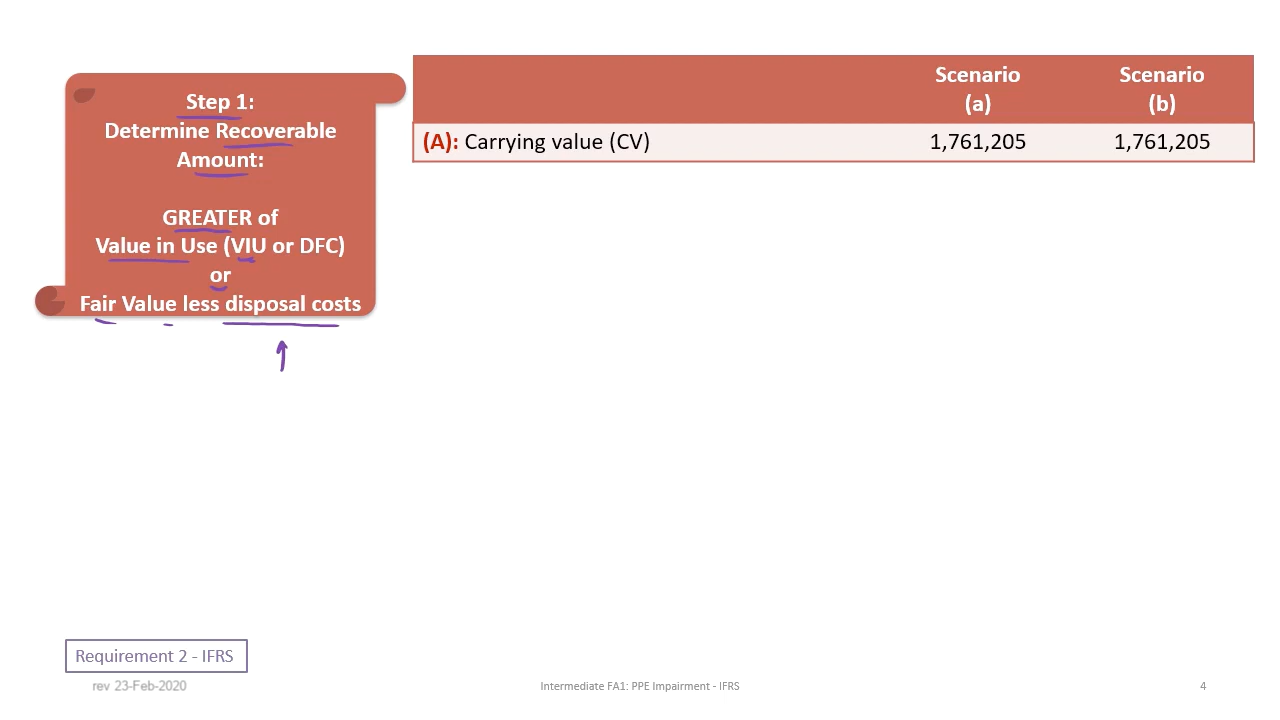 Step 1:
Determine Recoverable
Amount:
GREATER of
Value in Use (VIU or DFC)
or
Fair Value less disposal costs
Scenario (a)
Scenario (b)
(A): Carrying value (CV) 1,761,205 1,761,205
Requirement 2 - IFRS
rev 23-Feb-2020
Intermediate FA1: PPE Impairment - IFRS
4